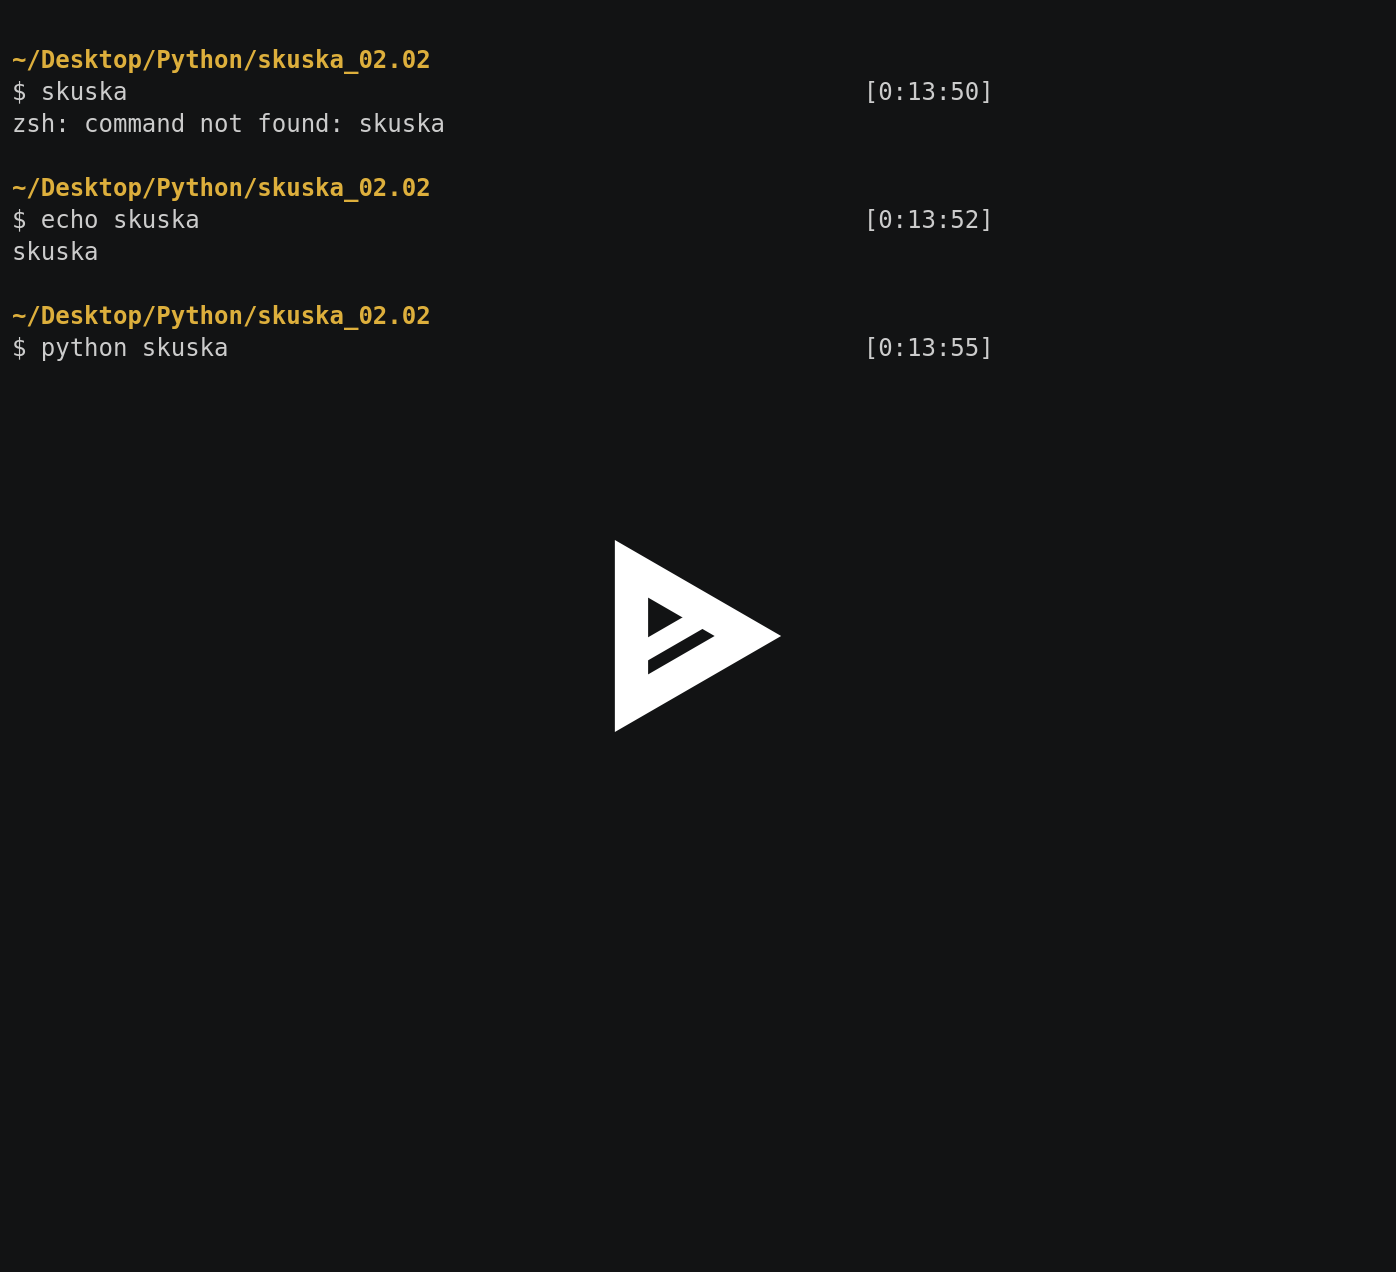 ~/Desktop/Python/skuska_02.02
$ skuska [0:13:50]
zsh: command not found: skuska
~/Desktop/Python/skuska_02.02
$ echo skuska [0:13:52]
skuska
~/Desktop/Python/skuska_02.02
$ python skuska [0:13:55]